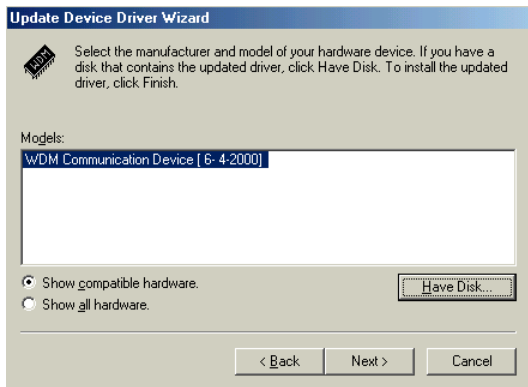 Update Device Driver Wizard
WDM
Select the manufacturer and model of your hardware device. If you have a
disk that contains the updated driver, click Have Disk. To install the updated
driver, click Finish.
Models:
WDM Communication Device [ 6- 4-2000]
Show compatible hardware.
Show all hardware.
Have Disk...
< Back
Next >
Cancel